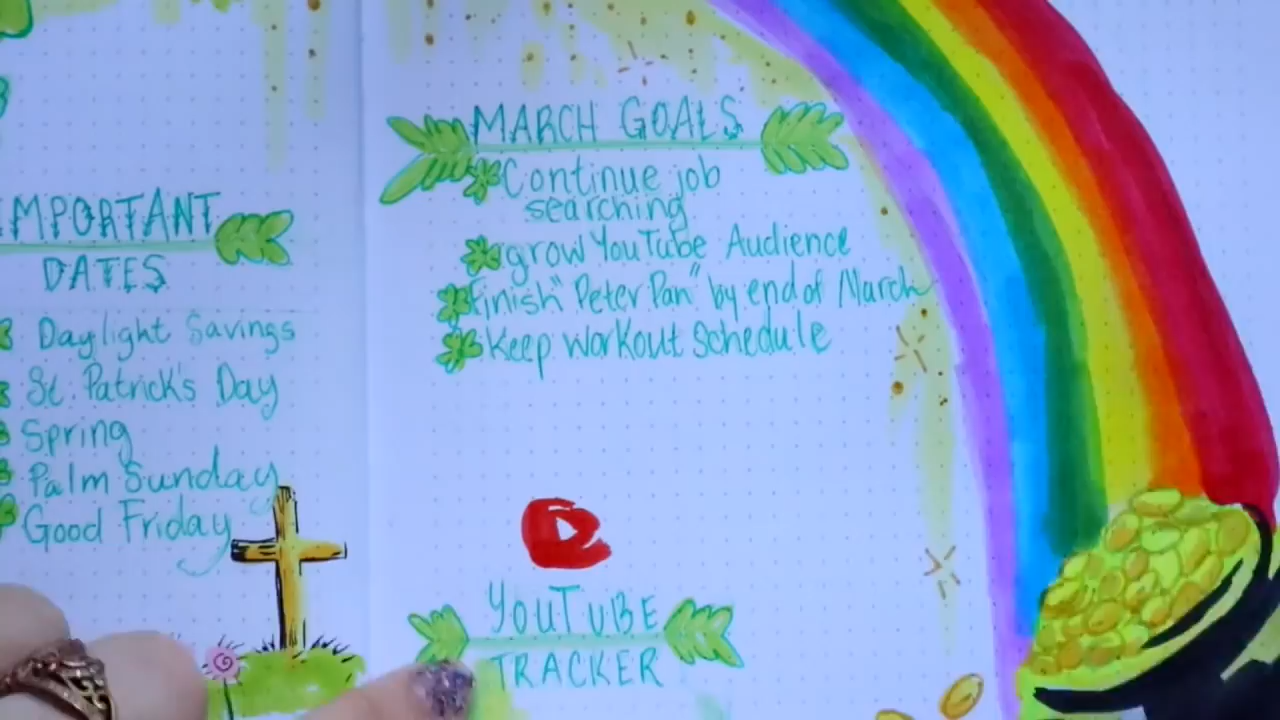 IMPORTANT
DATES
Daylight Savings
St. Patrick's Day
Spring
Palm Sunday
Good Friday
MARCH GOALS
Continue job
searching
grow YouTube Audience
Finish "Peter Pan" by end of March
Keep workout Schedule
YOUTUBE
TRACKER